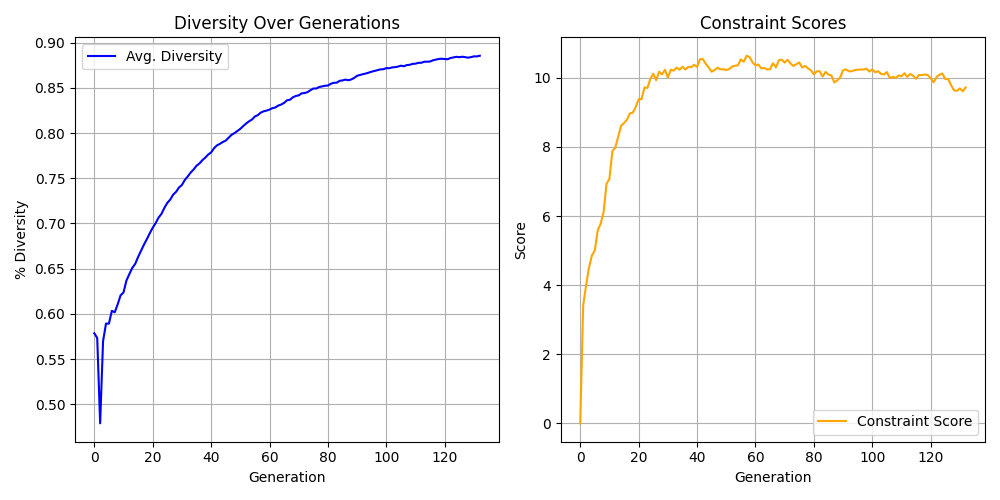 Diversity Over Generations
Avg. Diversity
% Diversity
0.90
0.85
0.80
0.75
0.70
0.65
0.60
0.55
0.50
0 20 40 60 80 100 120
Generation
Constraint Scores
Score
10
8
6
4
2
0
Constraint Score
0 20 40 60 80 100 120
Generation